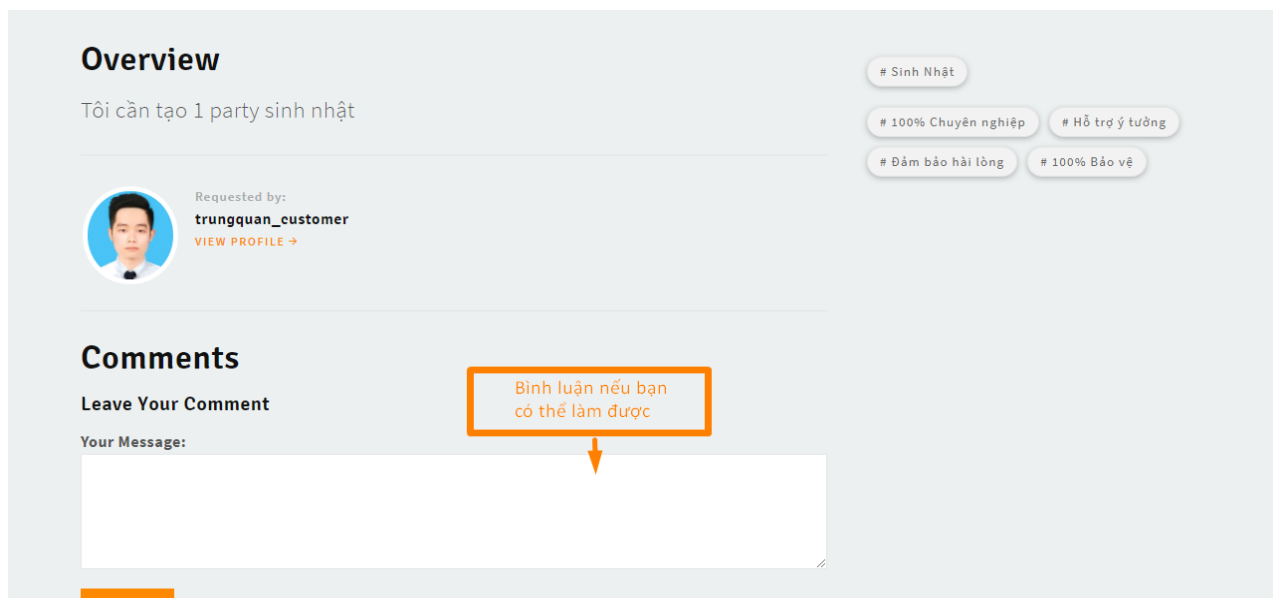 Overview
Tôi cần tạo 1 party sinh nhật
Requested by:
trungquan_customer
VIEW PROFILE →
Comments
Leave Your Comment
Your Message:
Bình luận nếu bạn
có thể làm được
# Sinh Nhật
# 100% Chuyên nghiệp # Hỗ trợ ý tưởng
# Đảm bảo hài lòng # 100% Bảo vệ